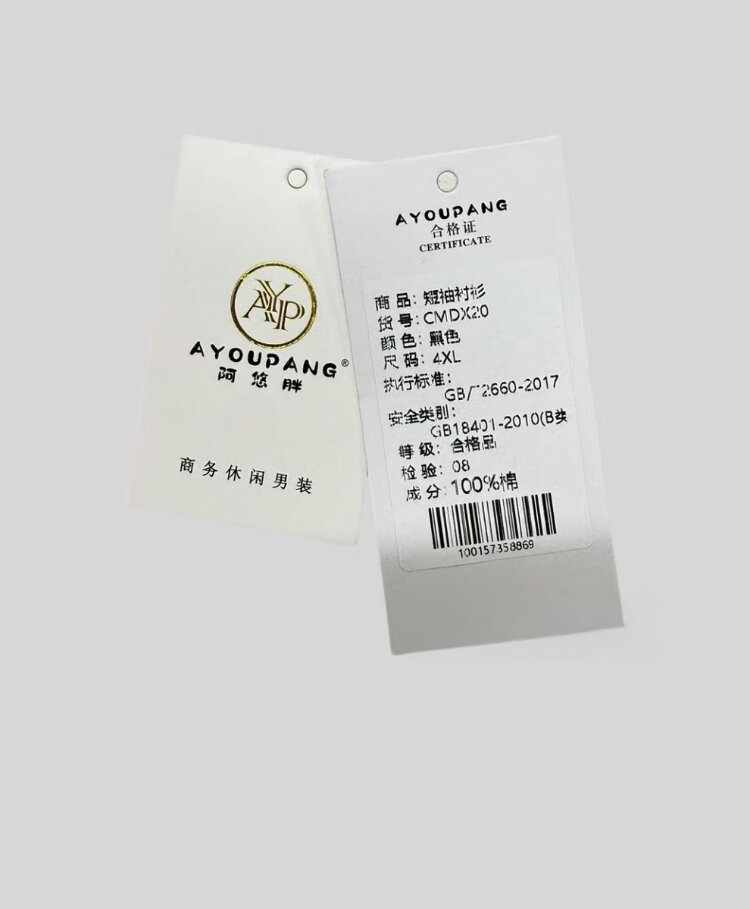 AYP
AYOUPANG®
阿悠胖
商务休闲男装
AYOUPANG
合格证
CERTIFICATE
商 品：短袖衬衫
货 号：CMDX20
颜 色：黑色
尺 码：4XL
执行标准：
GB/T2660-2017
安全类别：
GB18401-2010(B类
等 级：合格品
检 验：08
成 分：100%棉
100157358869